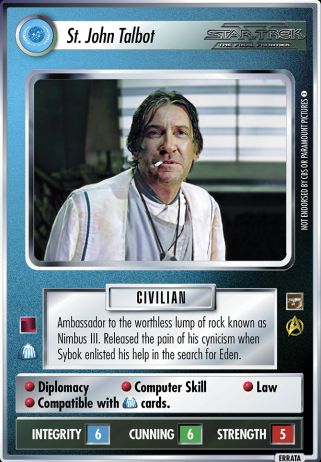 St. John Talbot
STAR TREK
THE FINAL FRONTIER
NOT ENDORSED BY CBS OR PARAMOUNT PICTURES
CIVILIAN
Ambassador to the worthless lump of rock known as
Nimbus III. Released the pain of his cynicism when
Sybok enlisted his help in the search for Eden.
Diplomacy Computer Skill Law
Compatible with cards.
INTEGRITY 6 CUNNING 6 STRENGTH 5
ERRATA